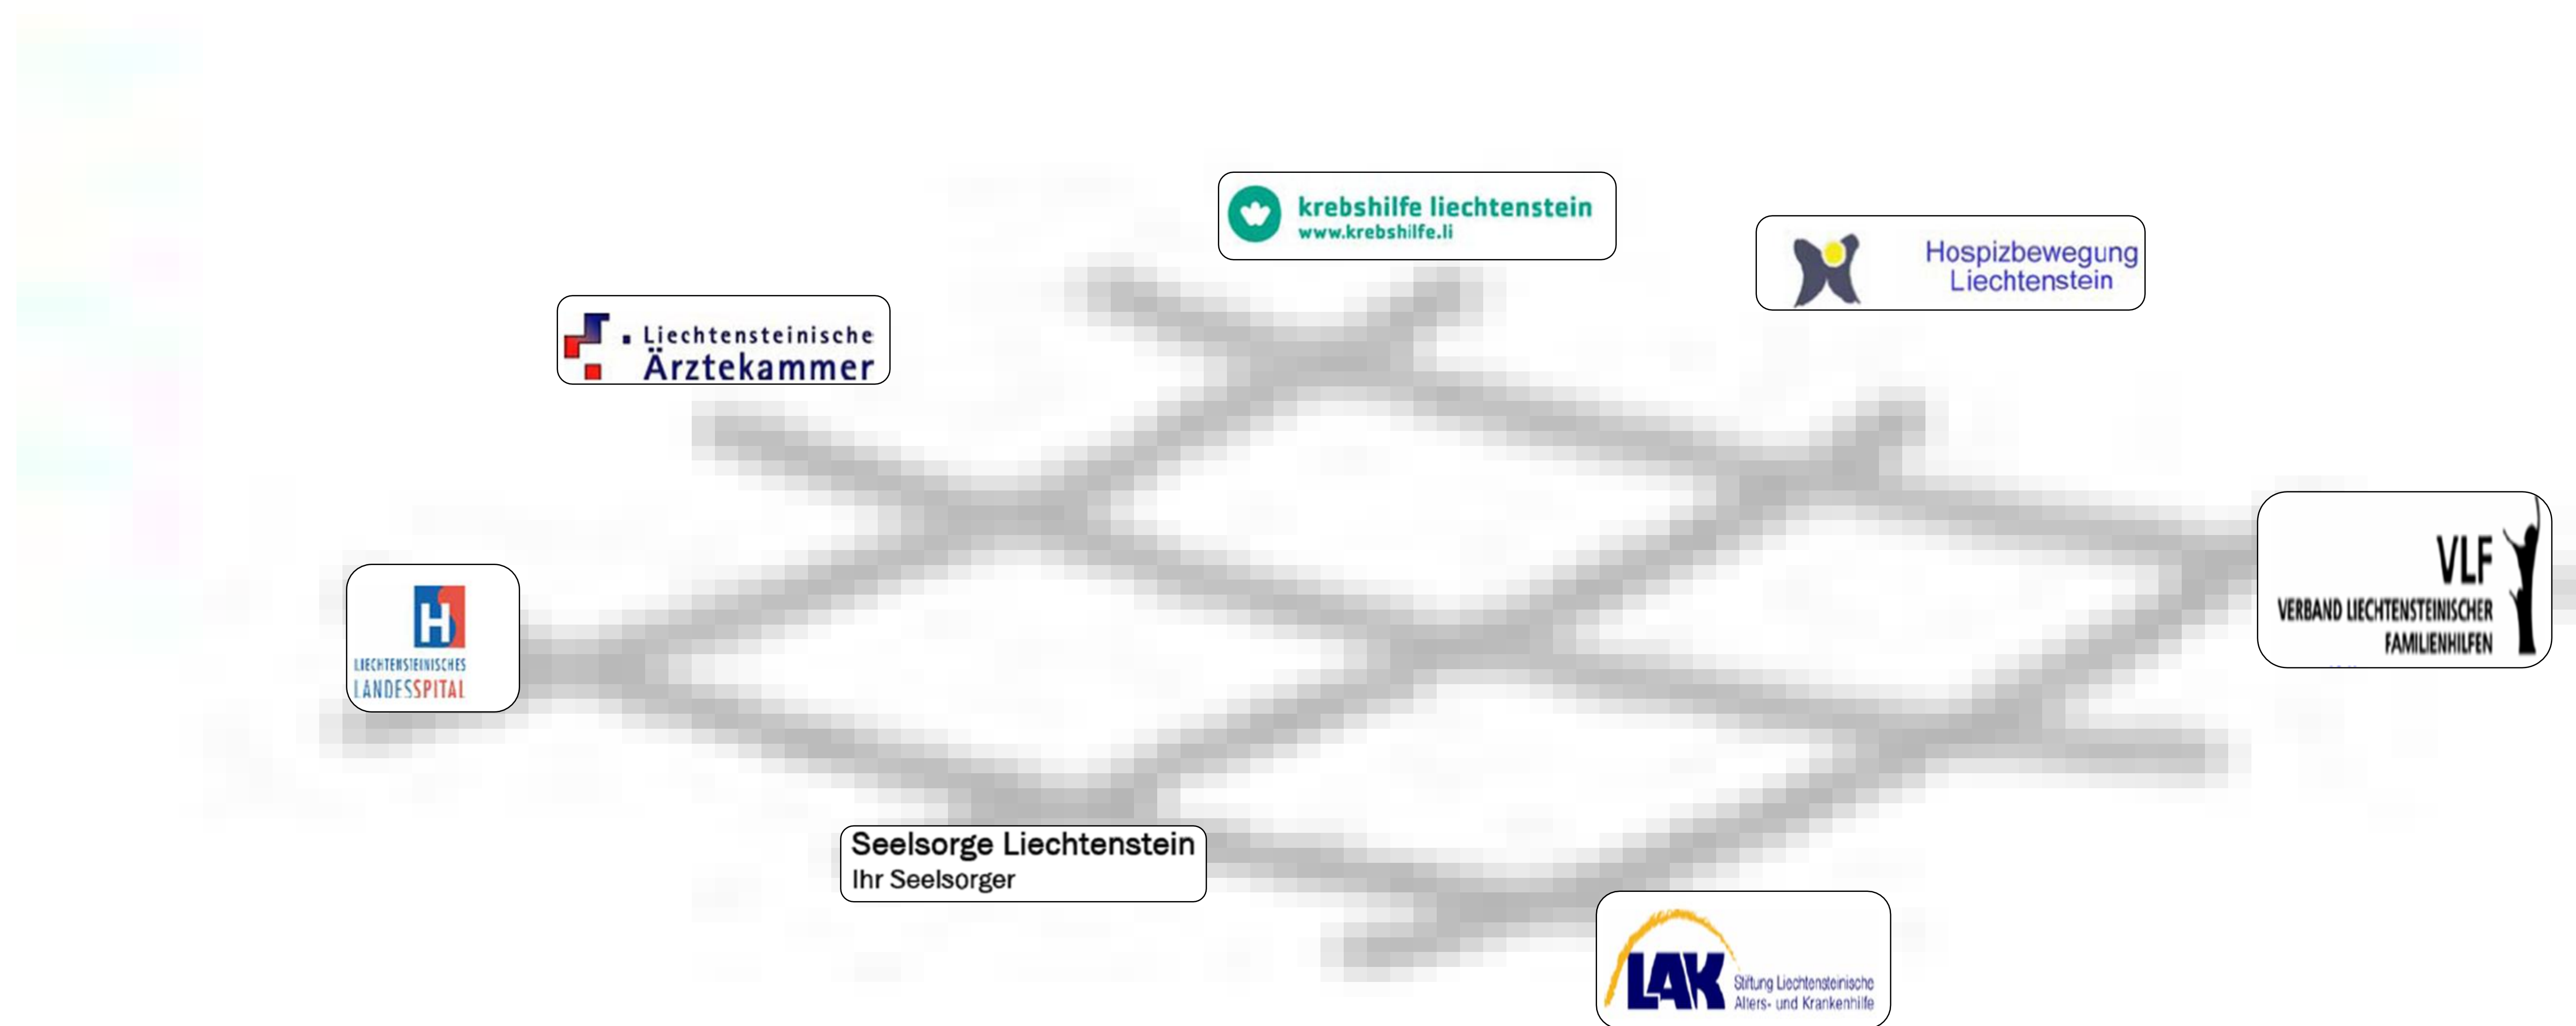 krebshilfe liechtenstein
www.krebshilfe.li
Hospizbewegung
Liechtenstein
Liechtensteinische
Ärztekammer
VLF
VERBAND LIECHTENSTEINISCHER
FAMILIENHILFEN
H
LIECHTENSTEINISCHES
LANDESSPITAL
Seelsorge Liechtenstein
Ihr Seelsorger
LAK
Stiftung Liechtensteinische
Alters- und Krankenhilfe